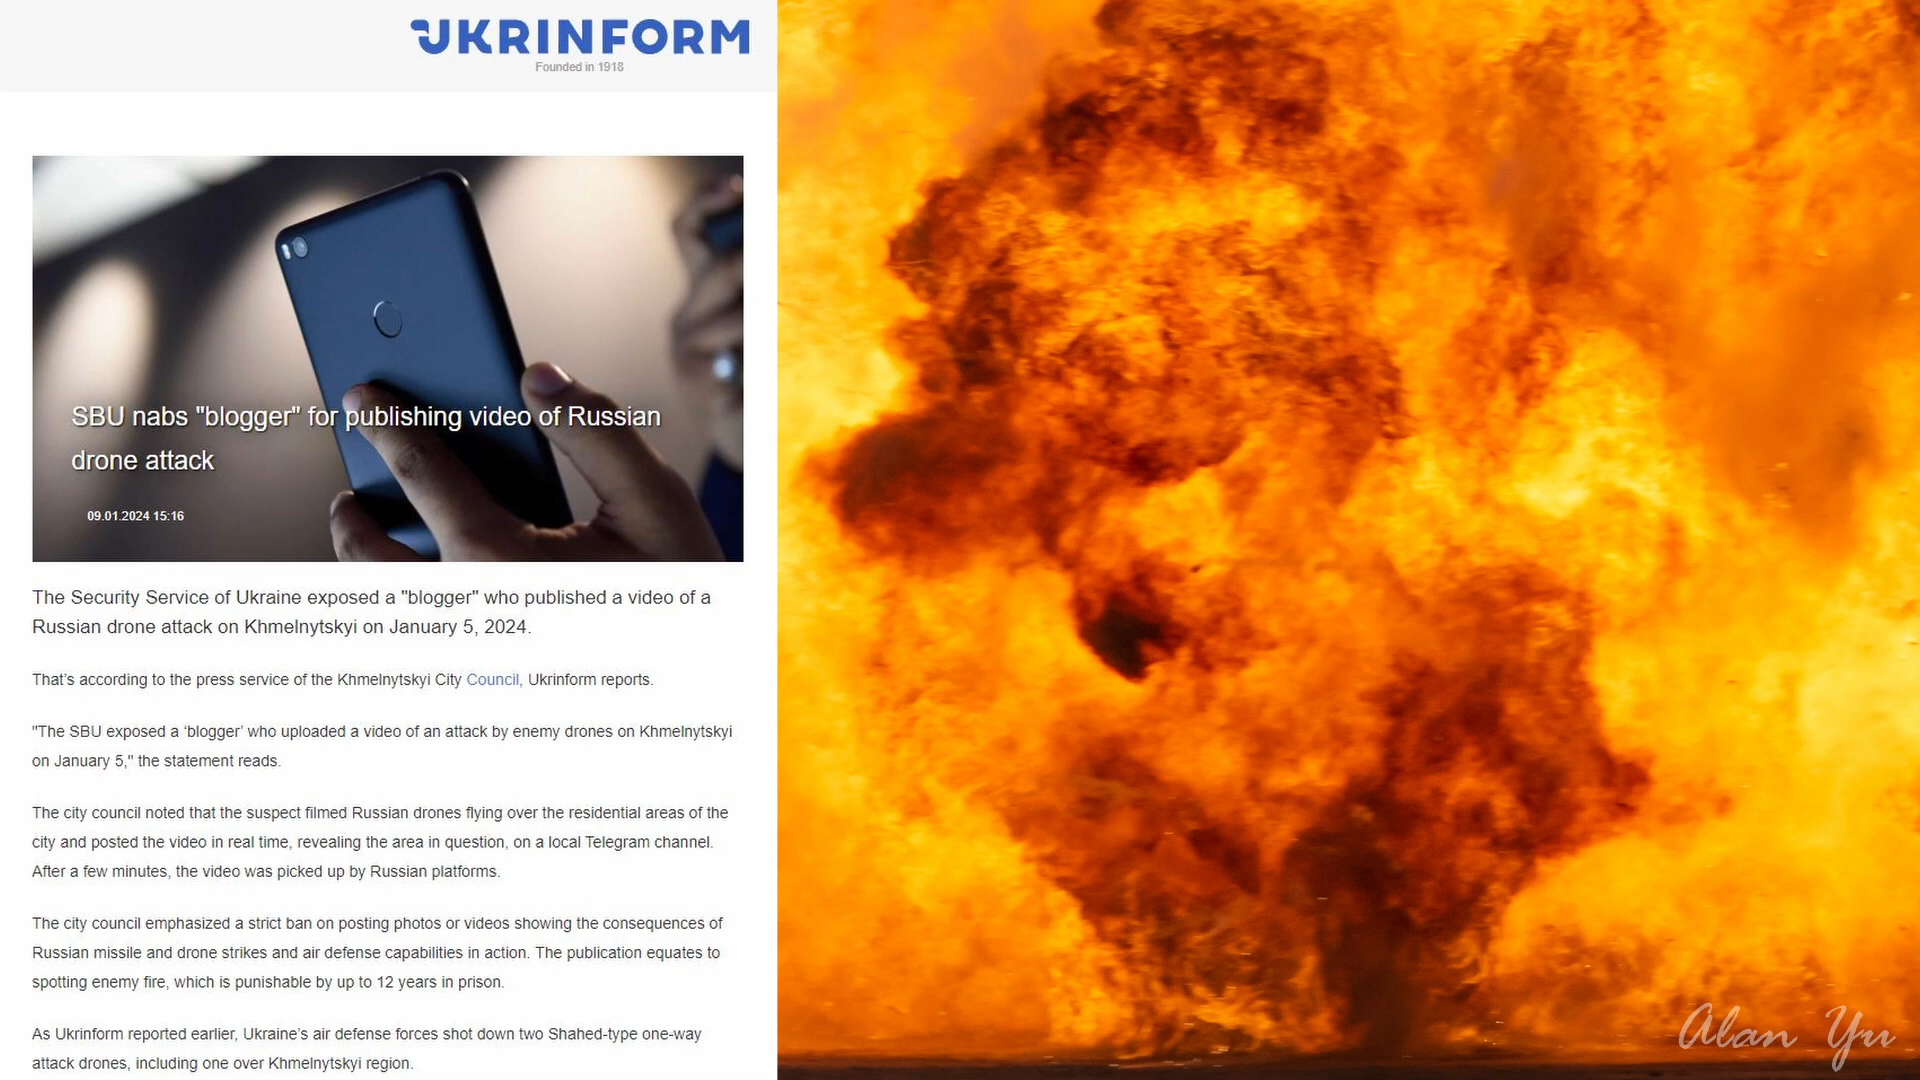 UKRINFORM
Founded in 1918
SBU nabs "blogger" for publishing video of Russian
drone attack
09.01.2024 15:16
The Security Service of Ukraine exposed a "blogger" who published a video of a
Russian drone attack on Khmelnytskyi on January 5, 2024.
That’s according to the press service of the Khmelnytskyi City Council, Ukrinform reports.
"The SBU exposed a ‘blogger’ who uploaded a video of an attack by enemy drones on Khmelnytskyi
on January 5," the statement reads.
The city council noted that the suspect filmed Russian drones flying over the residential areas of the
city and posted the video in real time, revealing the area in question, on a local Telegram channel.
After a few minutes, the video was picked up by Russian platforms.
The city council emphasized a strict ban on posting photos or videos showing the consequences of
Russian missile and drone strikes and air defense capabilities in action. The publication equates to
spotting enemy fire, which is punishable by up to 12 years in prison.
As Ukrinform reported earlier, Ukraine’s air defense forces shot down two Shahed-type one-way
attack drones, including one over Khmelnytskyi region.
Alan Yu